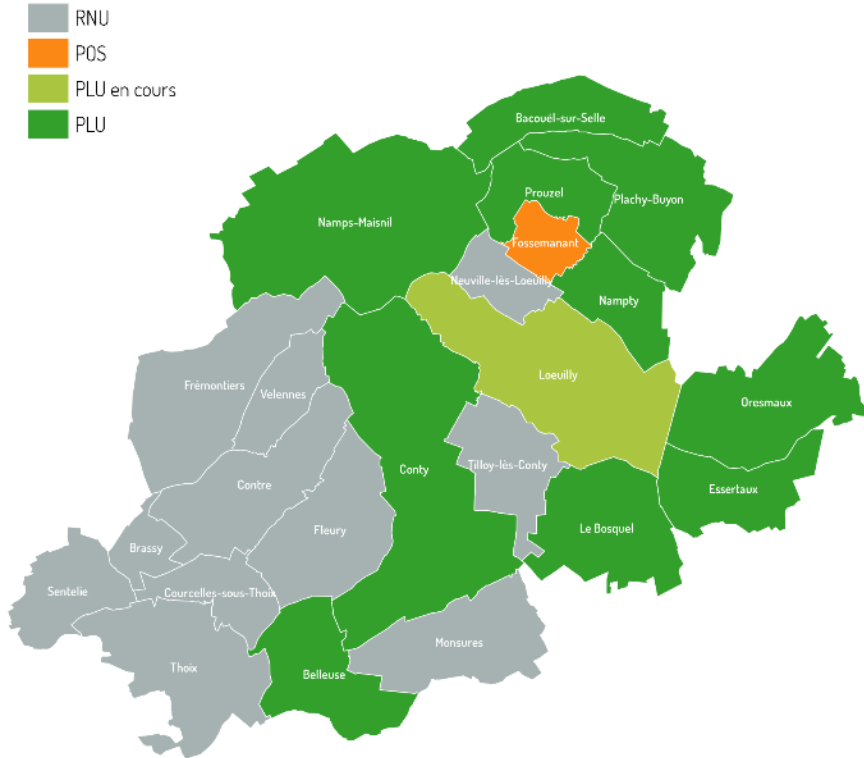 RNU
POS
PLU en cours
PLU
Bacouël-sur-Selle
Prouzel
Plachy-Buyon
Namps-Maisnil
Fossemanant
Neuville-lès-Loeuilly
Nampty
Loeuilly
Frémontiers
Velennes
Oresmaux
Conty
Tilloy-lès-Conty
Contre
Essertaux
Fleury
Le Bosquel
Brassy
Sentelie
Courcelles-sous-Thoix
Monsures
Thoix
Belleuse